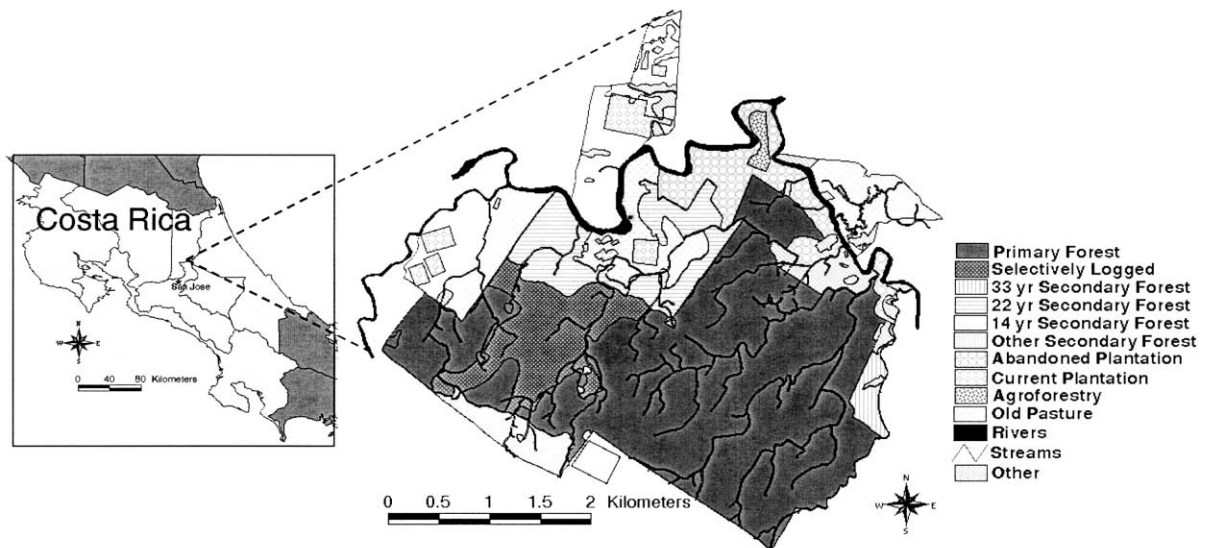 Costa Rica
San Jose
N
W E
S
0 40 80 Kilometers
0 0.5 1 1.5 2 Kilometers
Primary Forest
Selectively Logged
33 yr Secondary Forest
22 yr Secondary Forest
14 yr Secondary Forest
Other Secondary Forest
Abandoned Plantation
Current Plantation
Agroforestry
Old Pasture
Rivers
Streams
Other
N
W E
S